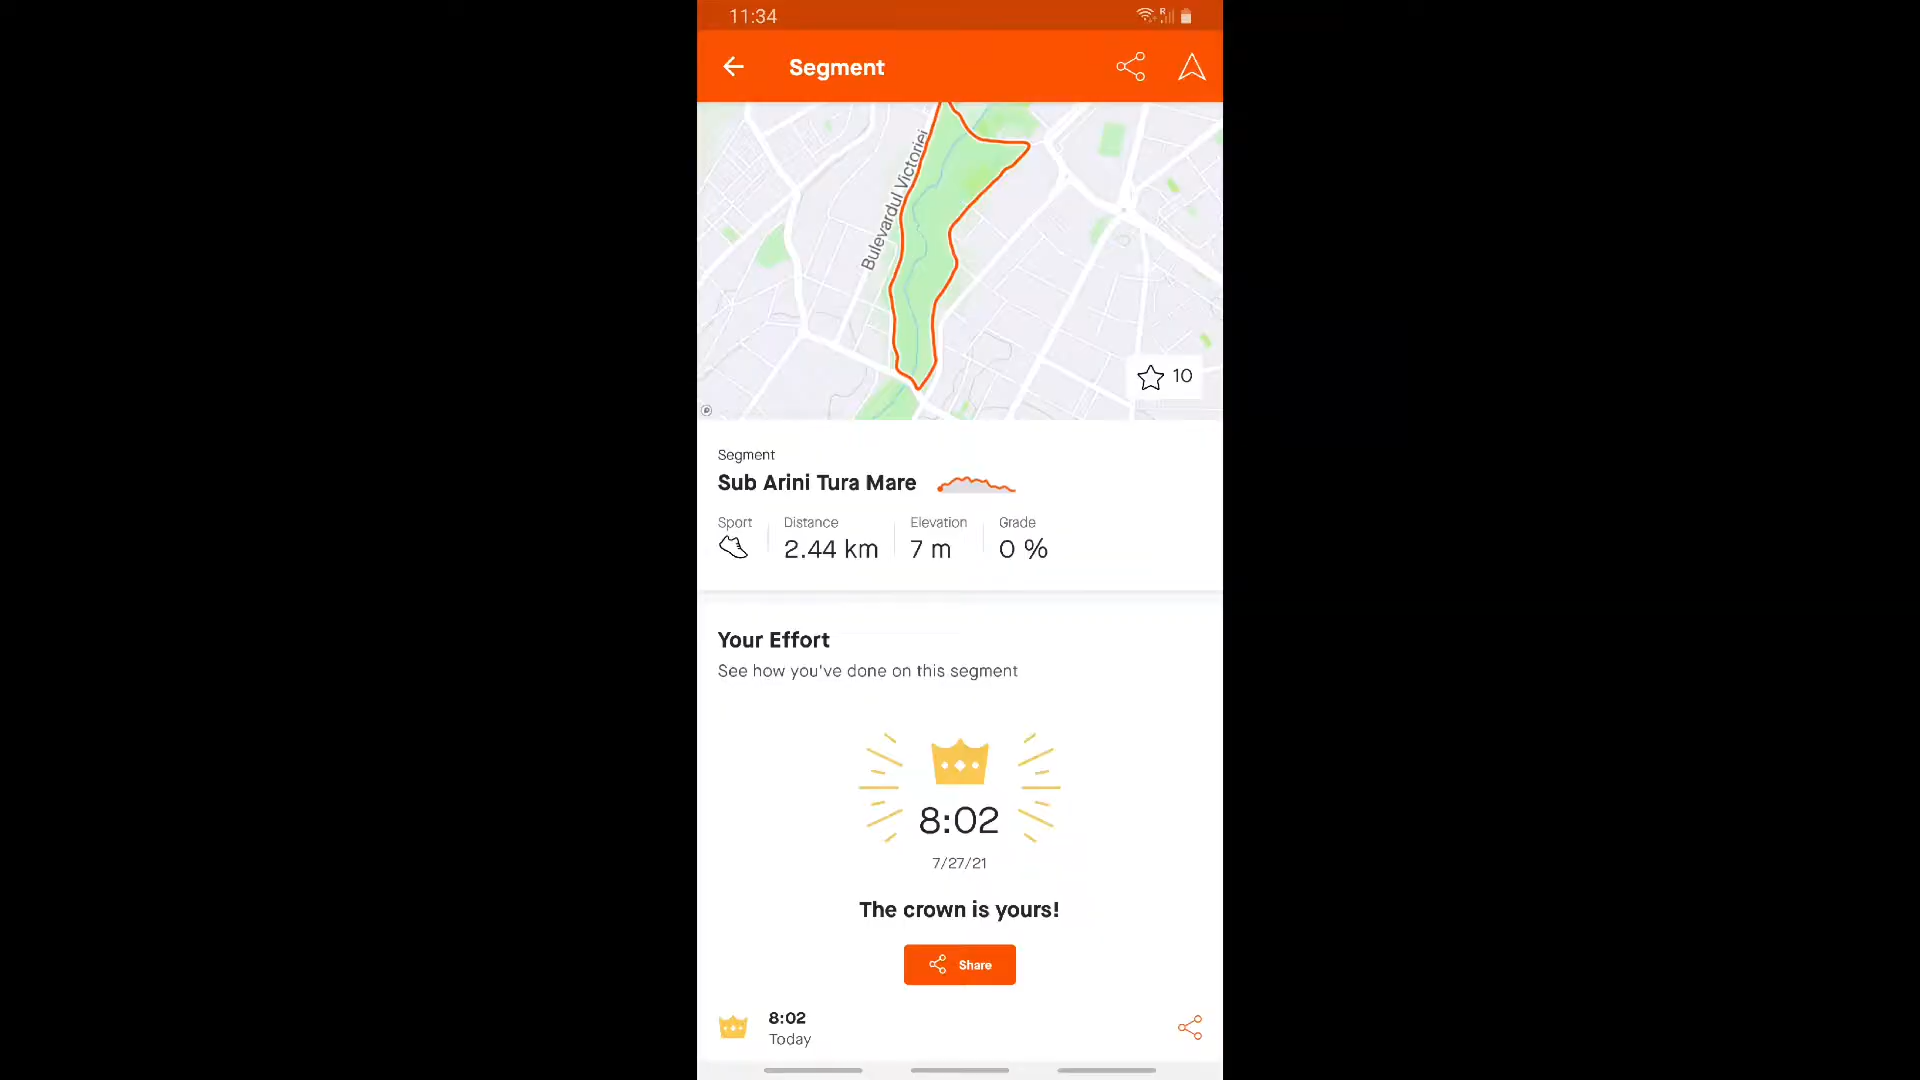 11:34
R
Segment
Bulevardul Victoriei
10
Segment
Sub Arini Tura Mare
Sport Distance Elevation Grade
2.44 km 7 m 0 %
Your Effort
See how you've done on this segment
8:02
7/27/21
The crown is yours!
Share
8:02
Today